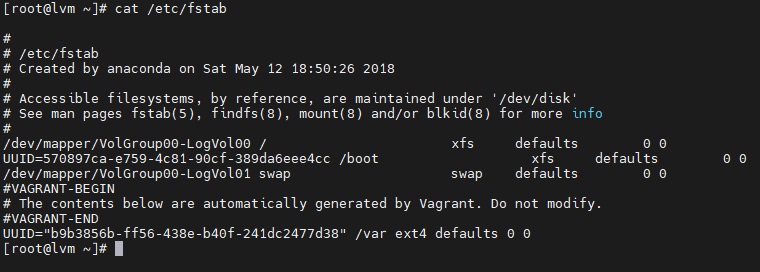 [root@lvm ~]# cat /etc/fstab
#
# /etc/fstab
# Created by anaconda on Sat May 12 18:50:26 2018
#
# Accessible filesystems, by reference, are maintained under '/dev/disk'
# See man pages fstab(5), findfs(8), mount(8) and/or blkid(8) for more info
#
/dev/mapper/VolGroup00-LogVol00 /                       xfs     defaults        0 0
UUID=570897ca-e759-4c81-90cf-389da6eee4cc /boot                   xfs     defaults        0 0
/dev/mapper/VolGroup00-LogVol01 swap                    swap    defaults        0 0
#VAGRANT-BEGIN
# The contents below are automatically generated by Vagrant. Do not modify.
#VAGRANT-END
UUID="b9b3856b-ff56-438e-b40f-241dc2477d38" /var ext4 defaults 0 0
[root@lvm ~]#